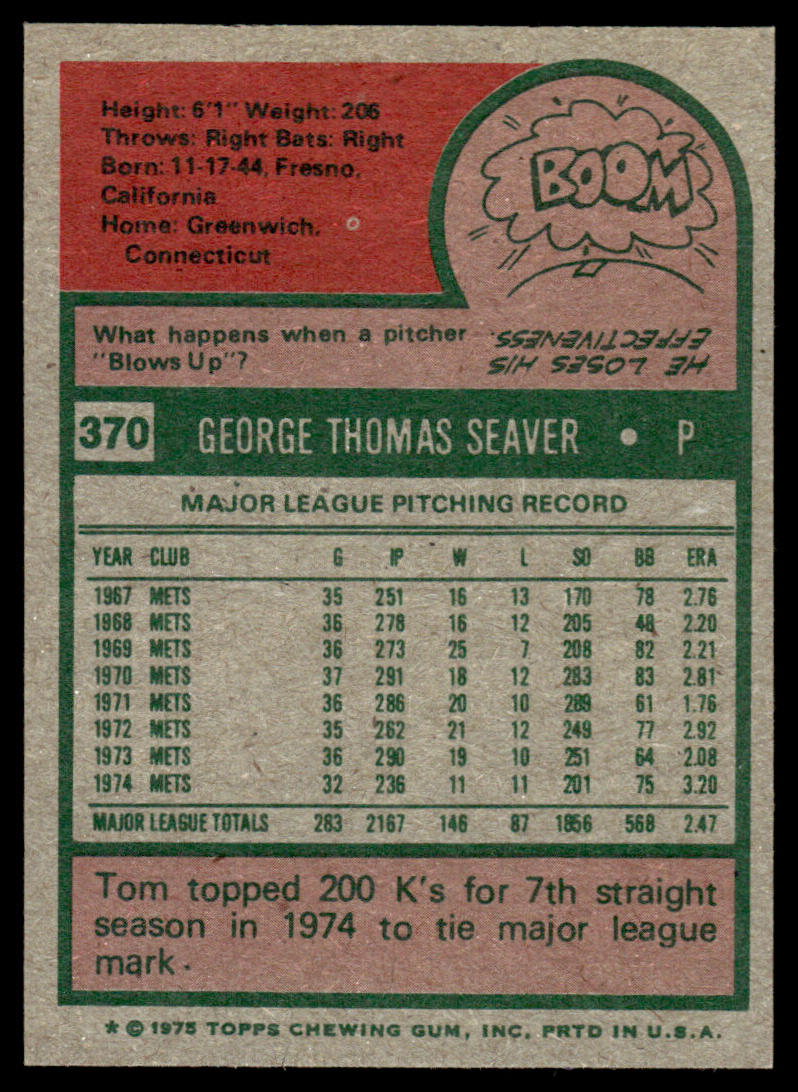 Height: 6'1" Weight: 206
Throws: Right Bats: Right
Born: 11-17-44, Fresno,
California
Home: Greenwich,
Connecticut
BOOM
What happens when a pitcher
"Blows Up"?
HE LOSES HIS
EFFECTIVENESS.
370 GEORGE THOMAS SEAVER • P
MAJOR LEAGUE PITCHING RECORD
YEAR CLUB G IP W L SO BB ERA
1967 METS 35 251 16 13 170 78 2.76
1968 METS 36 278 16 12 205 48 2.20
1969 METS 36 273 25 7 208 82 2.21
1970 METS 37 291 18 12 283 83 2.81
1971 METS 36 286 20 10 289 61 1.76
1972 METS 35 262 21 12 249 77 2.92
1973 METS 36 290 19 10 251 64 2.08
1974 METS 32 236 11 11 201 75 3.20
MAJOR LEAGUE TOTALS 283 2167 146 87 1856 568 2.47
Tom topped 200 K's for 7th straight
season in 1974 to tie major league
mark.
* © 1975 TOPPS CHEWING GUM, INC. PRTD IN U.S.A.